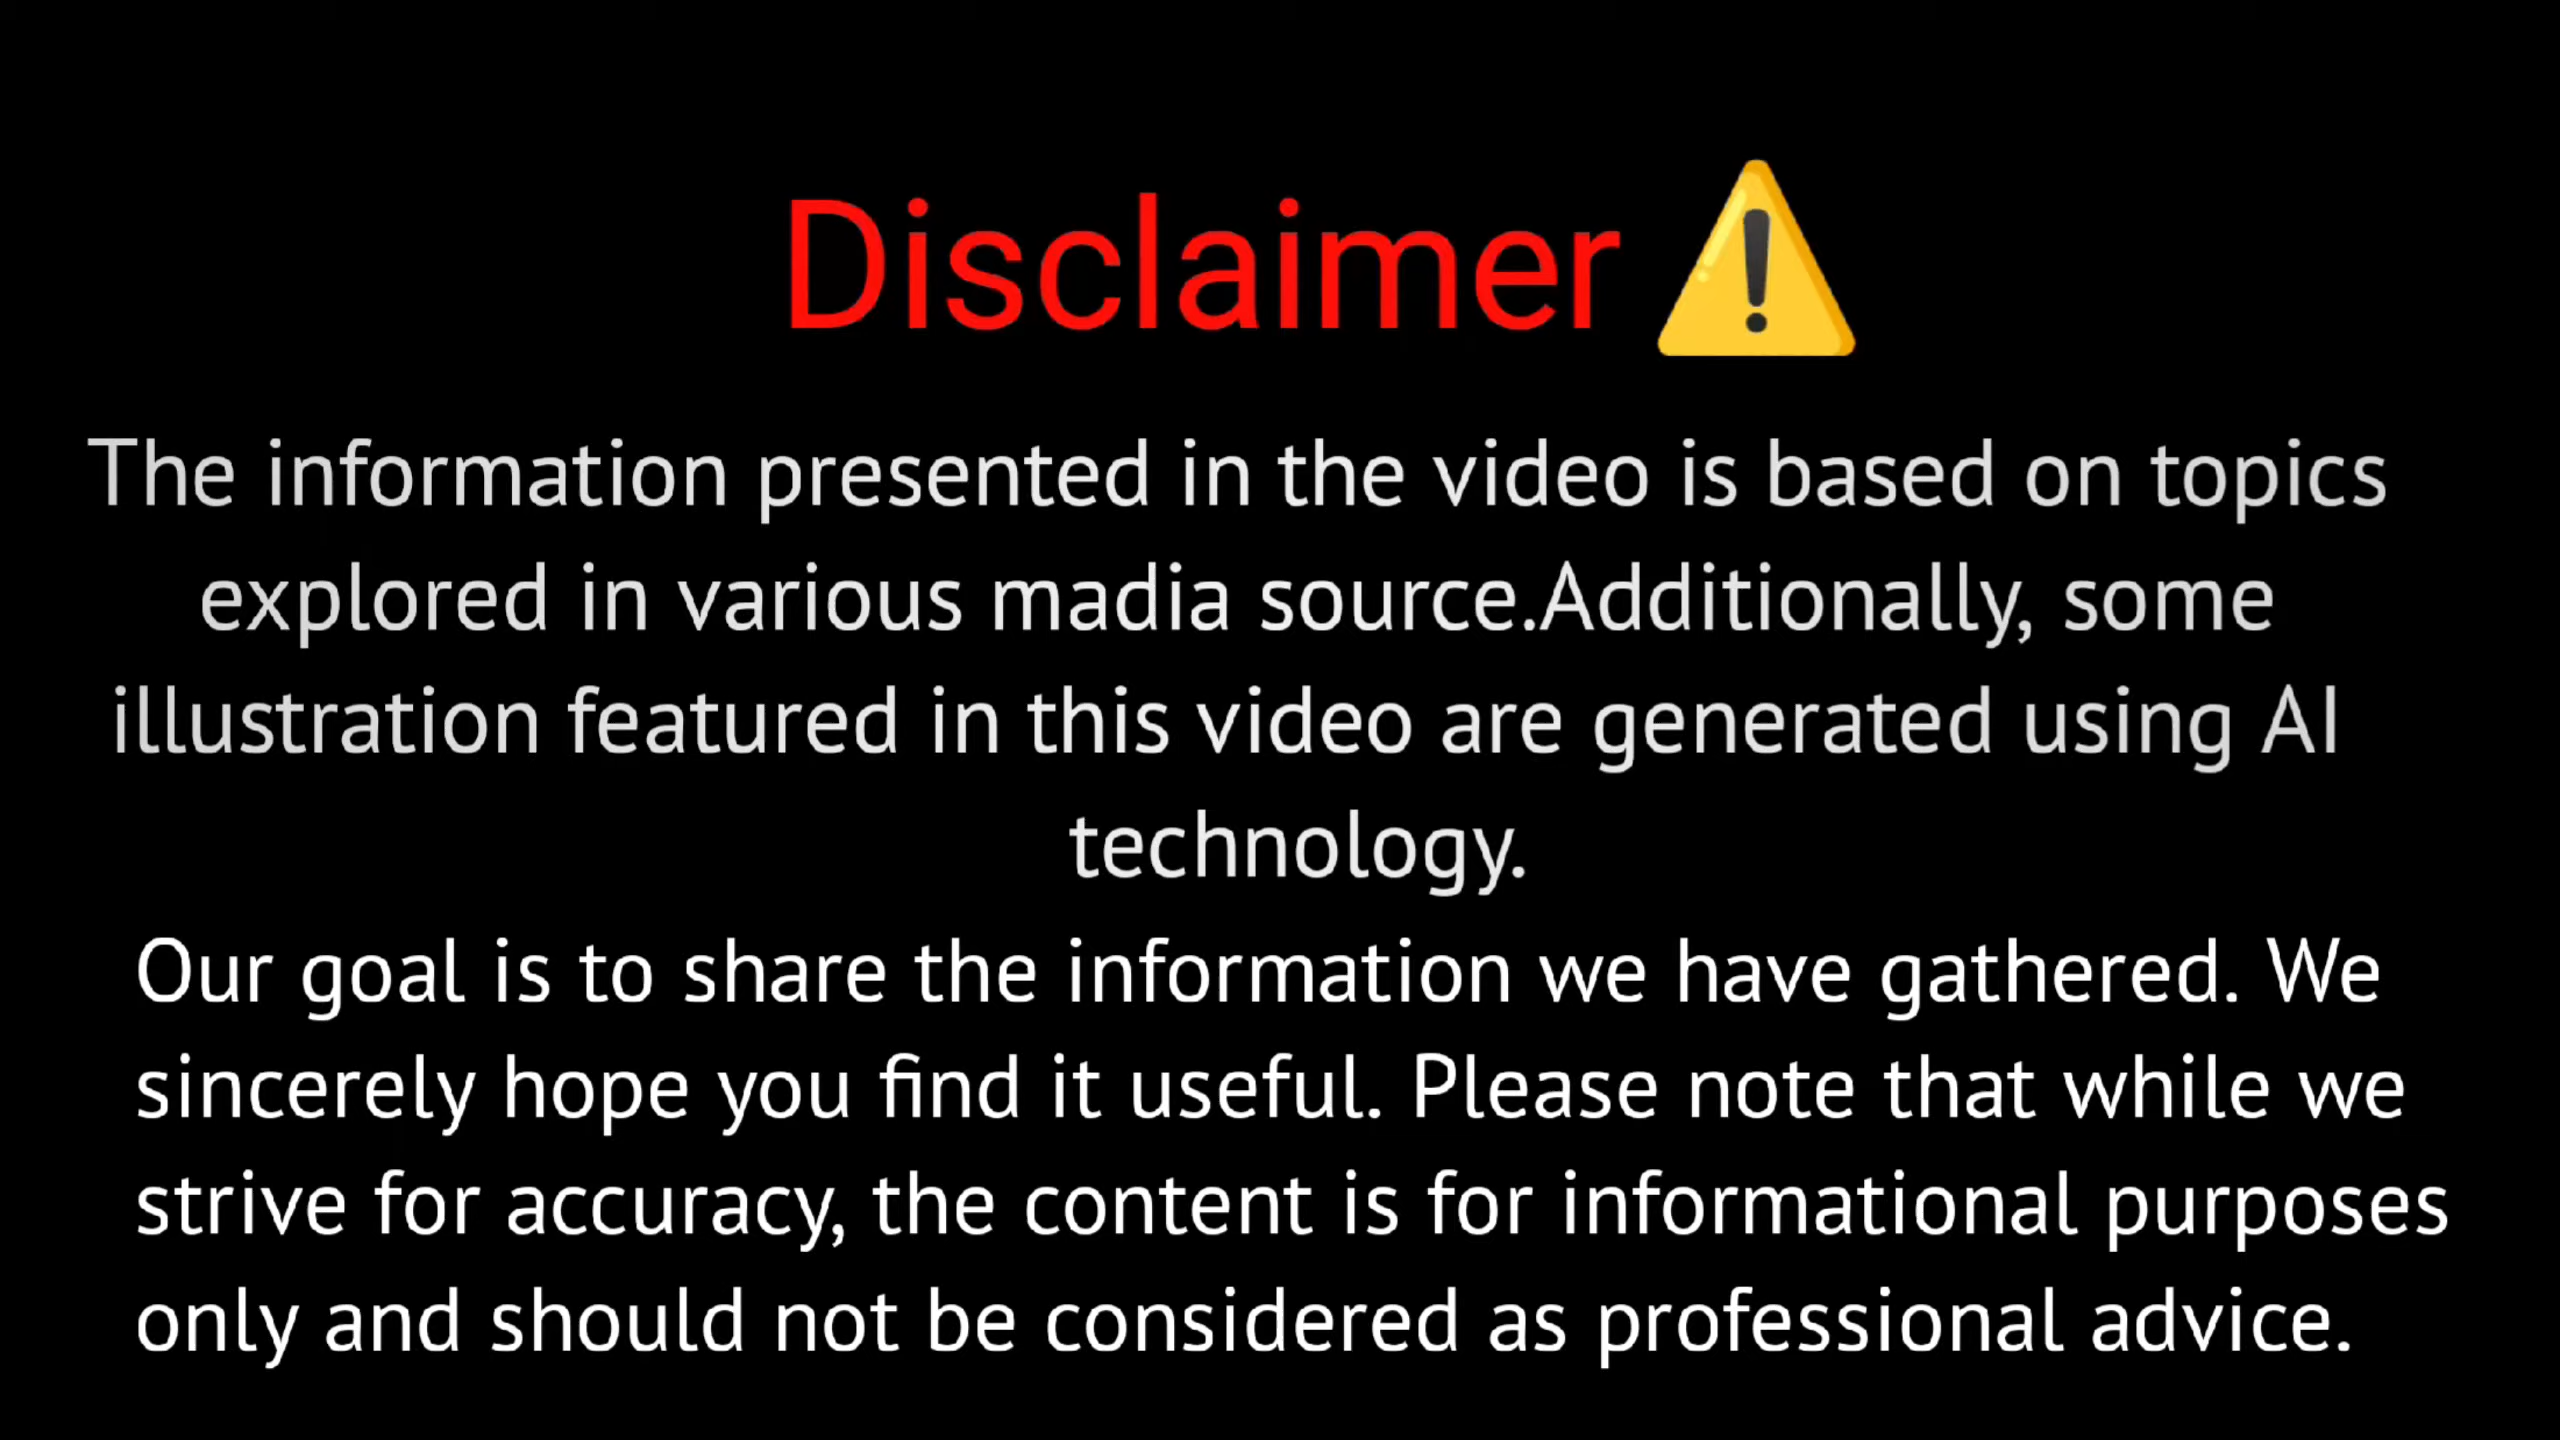 Disclaimer ⚠️
The information presented in the video is based on topics
explored in various madia source.Additionally, some
illustration featured in this video are generated using AI
technology.
Our goal is to share the information we have gathered. We
sincerely hope you find it useful. Please note that while we
strive for accuracy, the content is for informational purposes
only and should not be considered as professional advice.